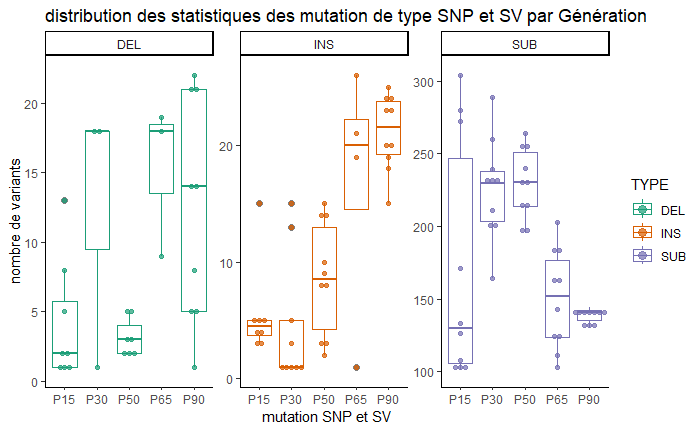 distribution des statistiques des mutation de type SNP et SV par Génération
DEL
INS
SUB
nombre de variants
0
5
10
15
20
0
10
20
100
150
200
250
300
P15 P30 P50 P65 P90
P15 P30 P50 P65 P90
P15 P30 P50 P65 P90
mutation SNP et SV
TYPE
DEL
INS
SUB